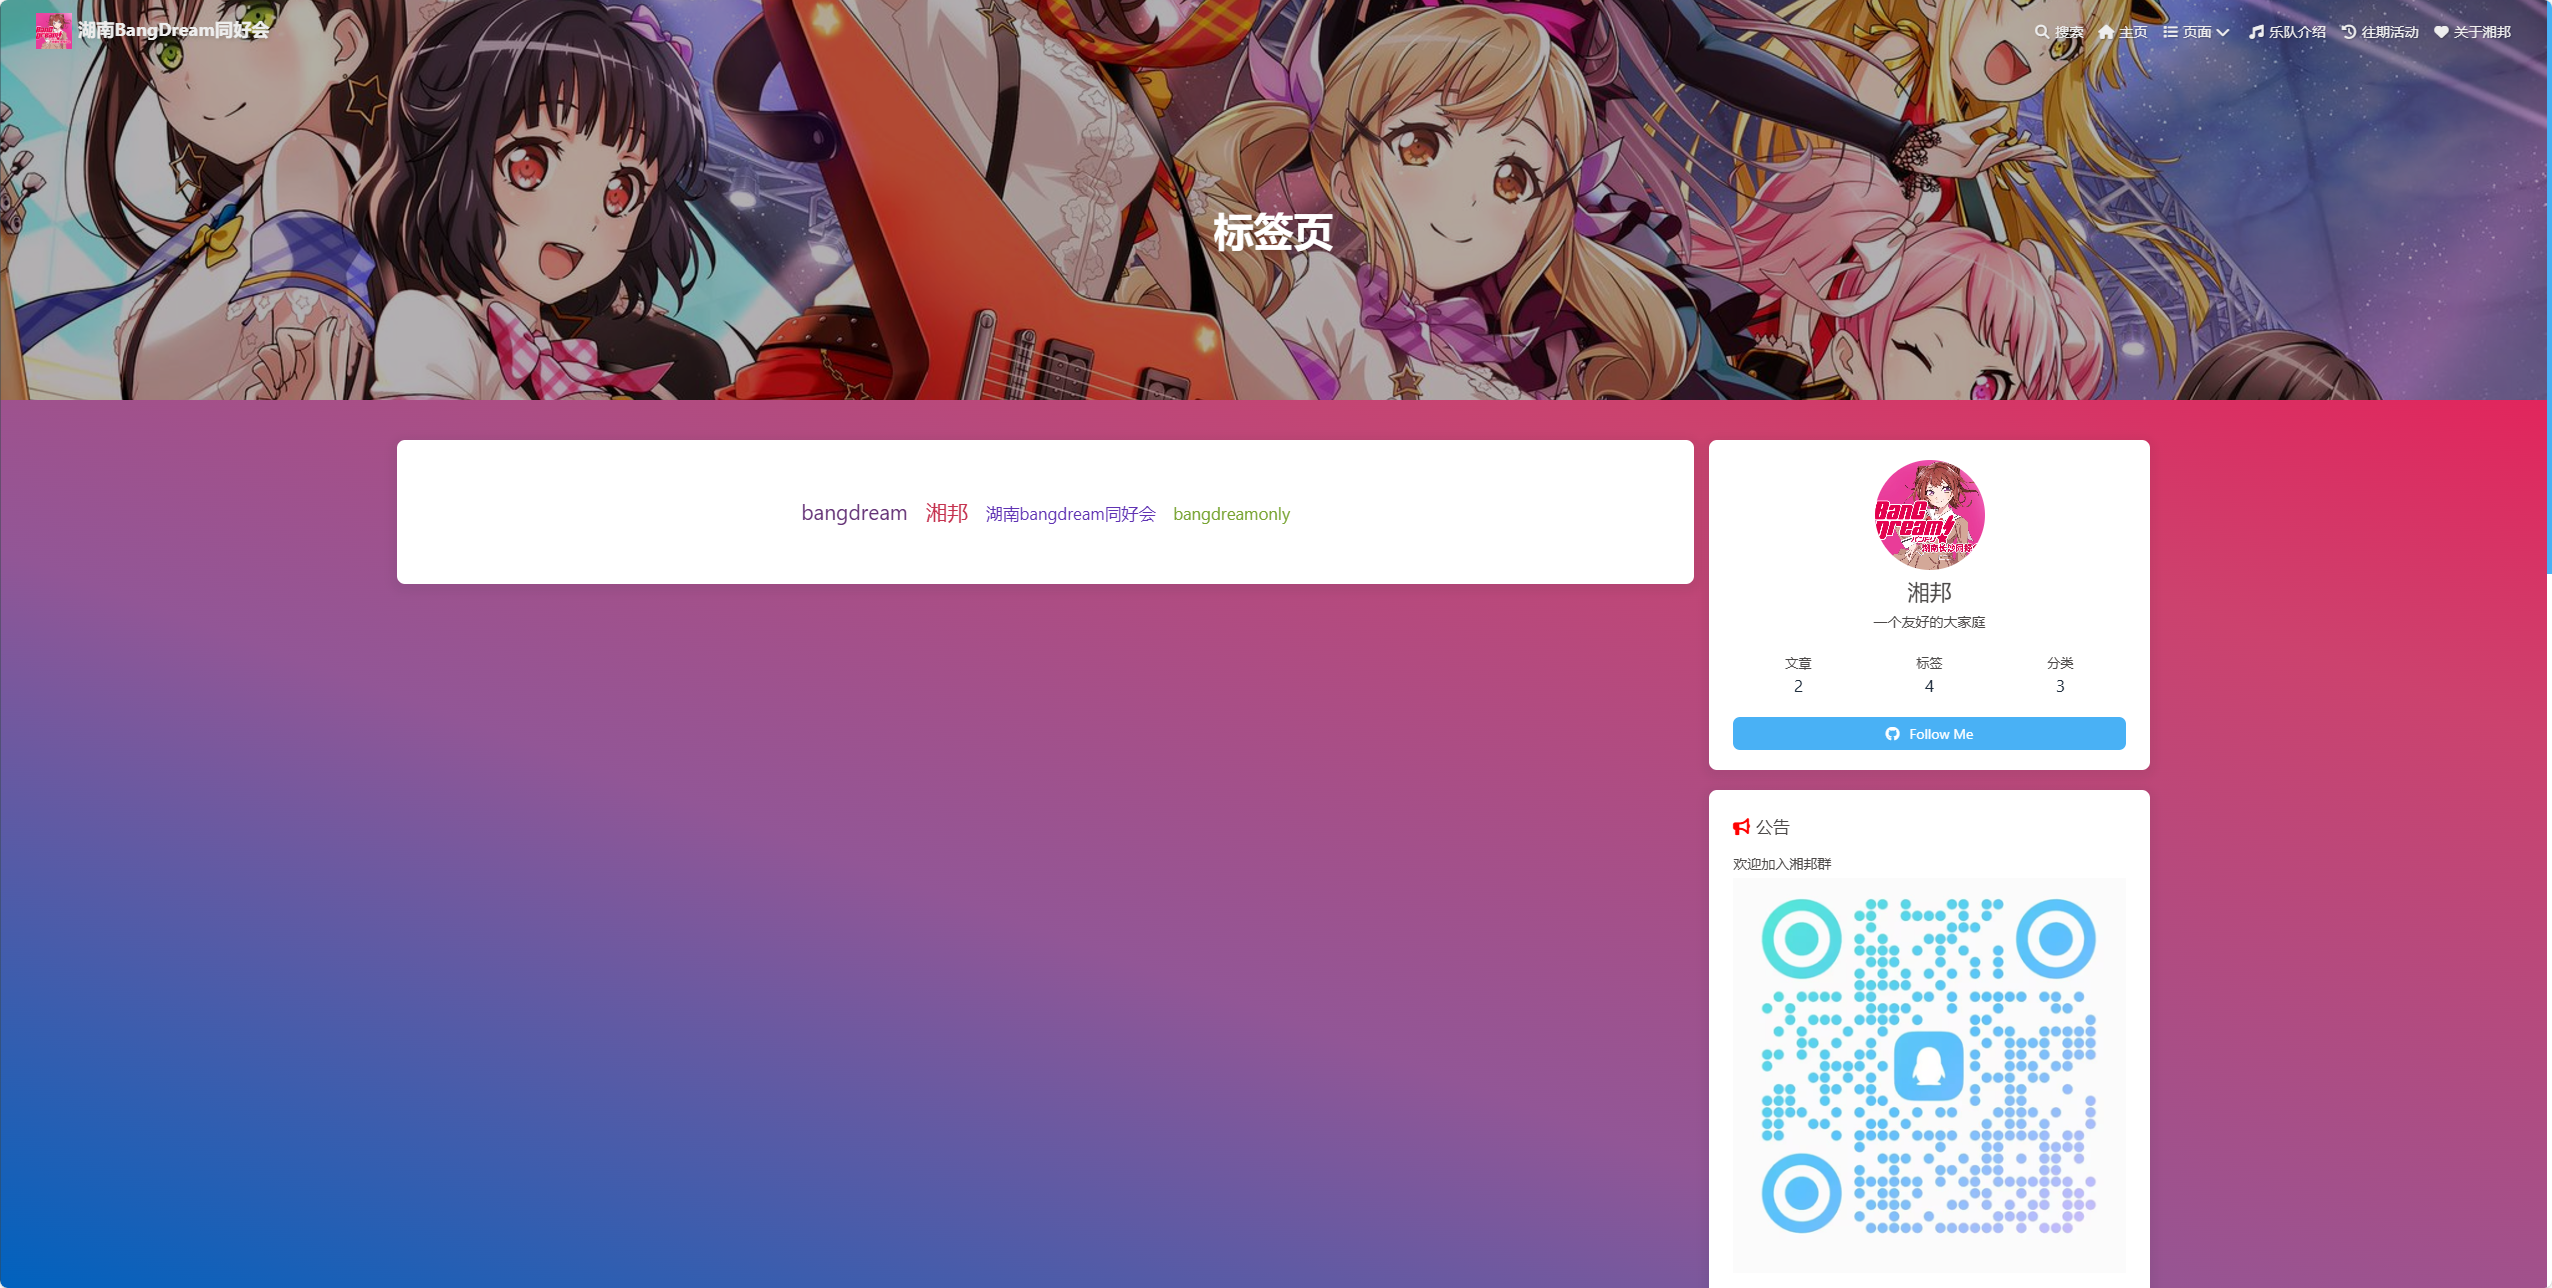 湖南BangDream同好会
搜索 主页 页面 乐队介绍 往期活动 关于湘邦
标签页
bangdream 湘邦 湖南bangdream同好会 bangdreamonly
BanG
Dream!
湘邦
一个友好的大家庭
文章 标签 分类
2 4 3
Follow Me
公告
欢迎加入湘邦群